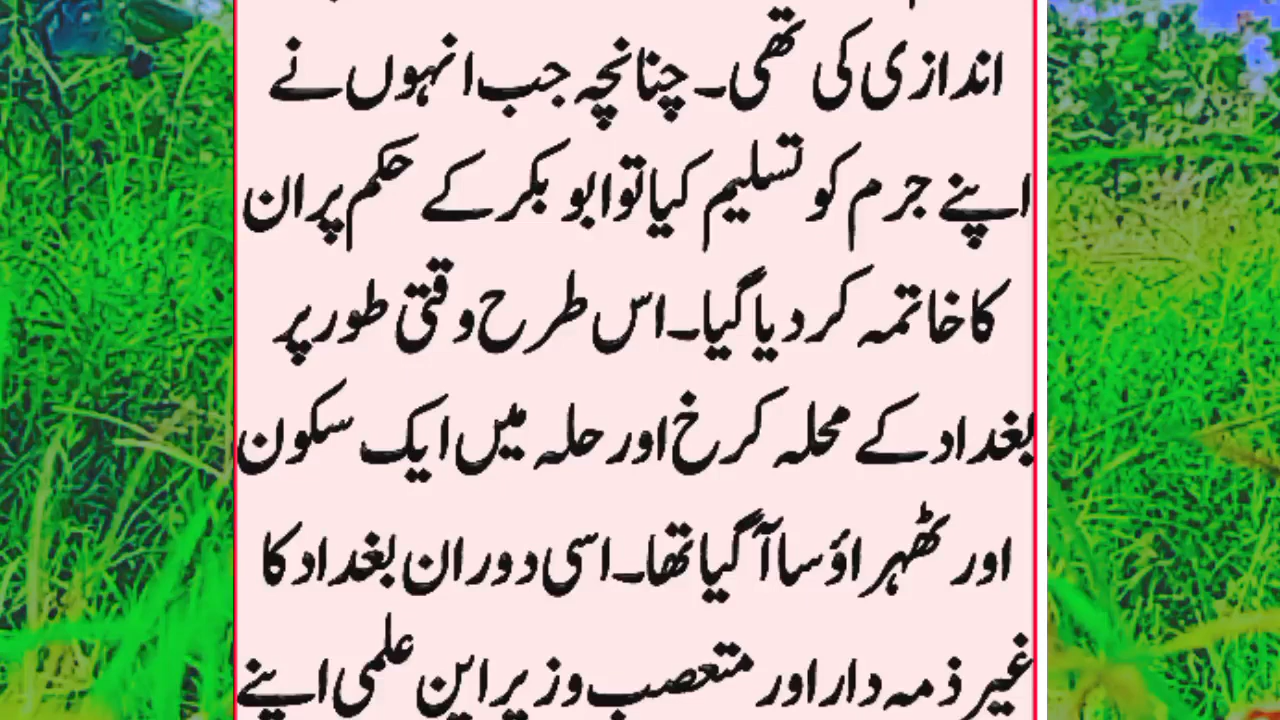 اندازی کی تھی۔ چنانچہ جب انہوں نے
اپنے جرم کو تسلیم کیا تو ابو بکر کے حکم پر ان
کا خاتمہ کر دیا گیا۔ اس طرح وقتی طور پر
بغداد کے محلہ کرخ اور حلہ میں ایک سکون
اور ٹھہراؤ سا آ گیا تھا۔ اسی دوران بغداد کا
غیر ذمہ دار اور متعصب وزیر ابن علمی اپنے